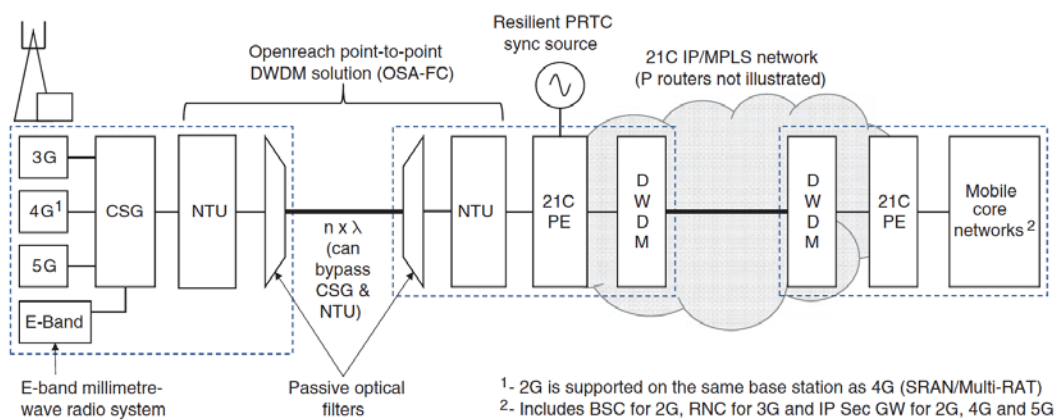 Resilient PRTC
sync source
Openreach point-to-point
DWDM solution (OSA-FC)
21C IP/MPLS network
(P routers not illustrated)
3G
4G¹
5G
E-Band
CSG
NTU
n x λ
(can
bypass
CSG &
NTU)
NTU
21C
PE
D
W
D
M
D
W
D
M
21C
PE
Mobile
core
networks²
E-band millimetre-
wave radio system
Passive optical
filters
¹- 2G is supported on the same base station as 4G (SRAN/Multi-RAT)
²- Includes BSC for 2G, RNC for 3G and IP Sec GW for 2G, 4G and 5G